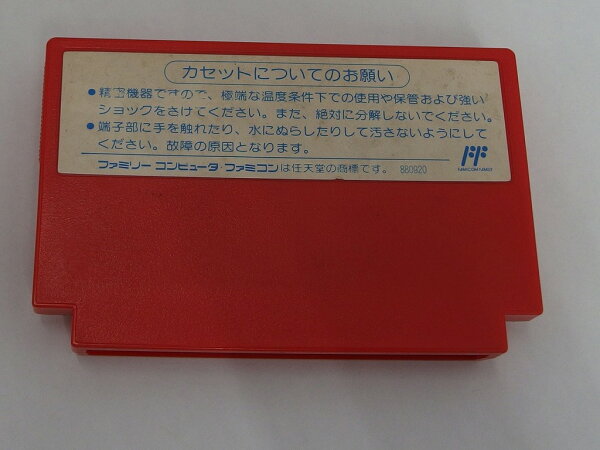 カセットについてのお願い
●精密機器ですので、極端な温度条件下での使用や保管および強い
ショックをさけてください。また、絶対に分解しないでください。
●端子部に手を触れたり、水にぬらしたりして汚さないようにして
ください。故障の原因となります。
ファミリー コンピュータ・ファミコンは任天堂の商標です。 880920
FAMICOM FAMILY